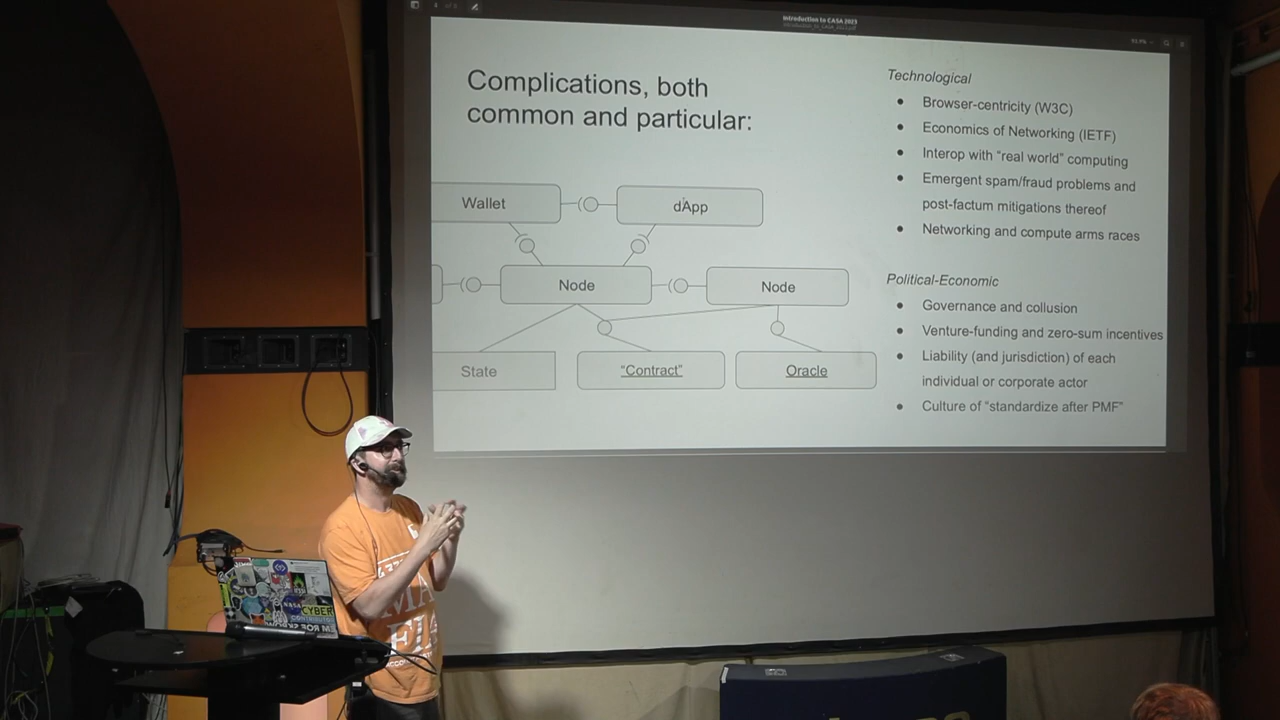 Introduction to CASA 2023
Complications, both
common and particular:
Wallet
dApp
Node
Node
State
“Contract”
Oracle
Technological
Browser-centricity (W3C)
Economics of Networking (IETF)
Interop with “real world” computing
Emergent spam/fraud problems and
post-factum mitigations thereof
Networking and compute arms races
Political-Economic
Governance and collusion
Venture-funding and zero-sum incentives
Liability (and jurisdiction) of each
individual or corporate actor
Culture of “standardize after PMF”
CYBER